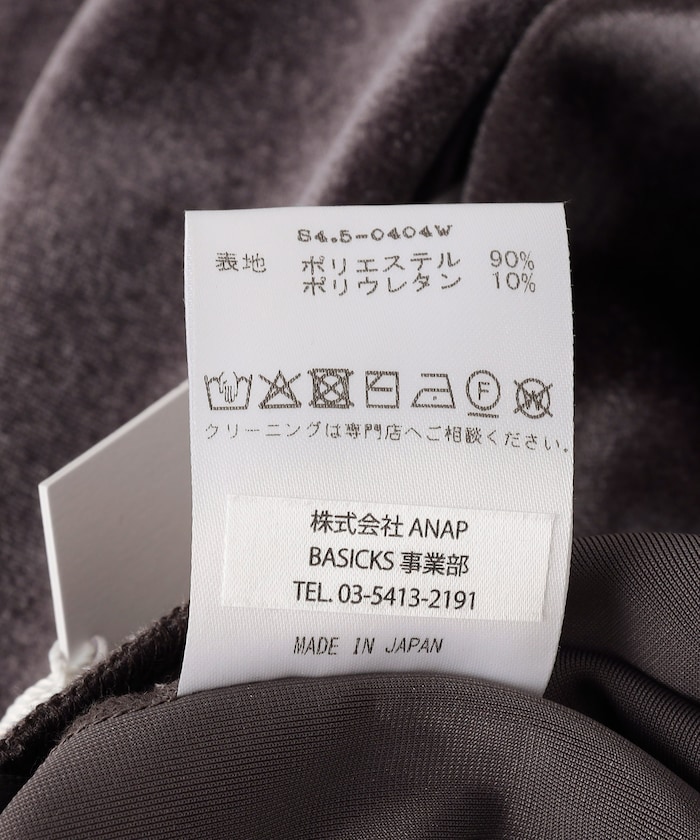 S4.5-0404W
表地 ポリエステル 90%
ポリウレタン 10%
F W
クリーニングは専門店へご相談ください。
株式会社 ANAP
BASICKS 事業部
TEL. 03-5413-2191
MADE IN JAPAN